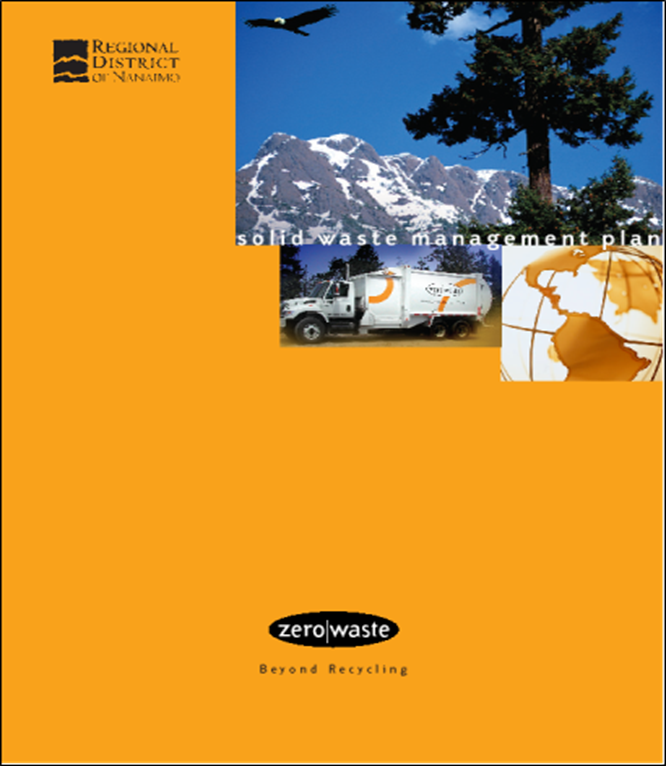 REGIONAL
DISTRICT
OF NANAIMO
solid waste management plan
zero|waste
Beyond Recycling